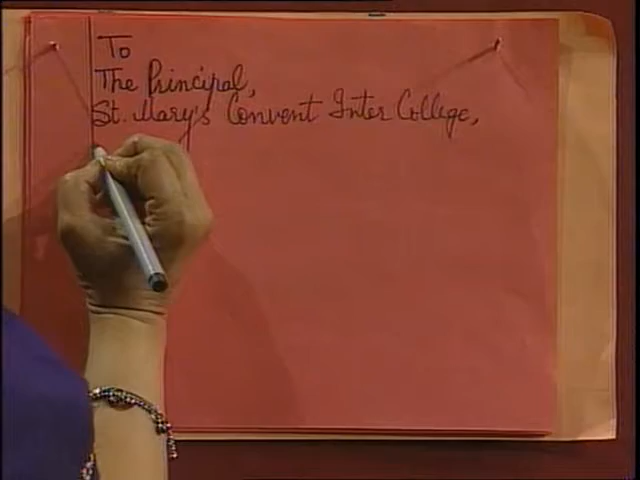 To
The Principal,
St. Mary's Convent Inter College,